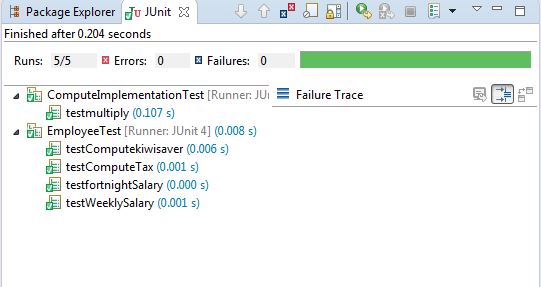 Package Explorer JUnit
Finished after 0.204 seconds
Runs: 5/5 Errors: 0 Failures: 0
ComputeImplementationTest [Runner: JU
Failure Trace
testmultiply (0.107 s)
EmployeeTest [Runner: JUnit 4] (0.008 s)
testComputekiwisaver (0.006 s)
testComputeTax (0.001 s)
testfortnightSalary (0.000 s)
testWeeklySalary (0.001 s)